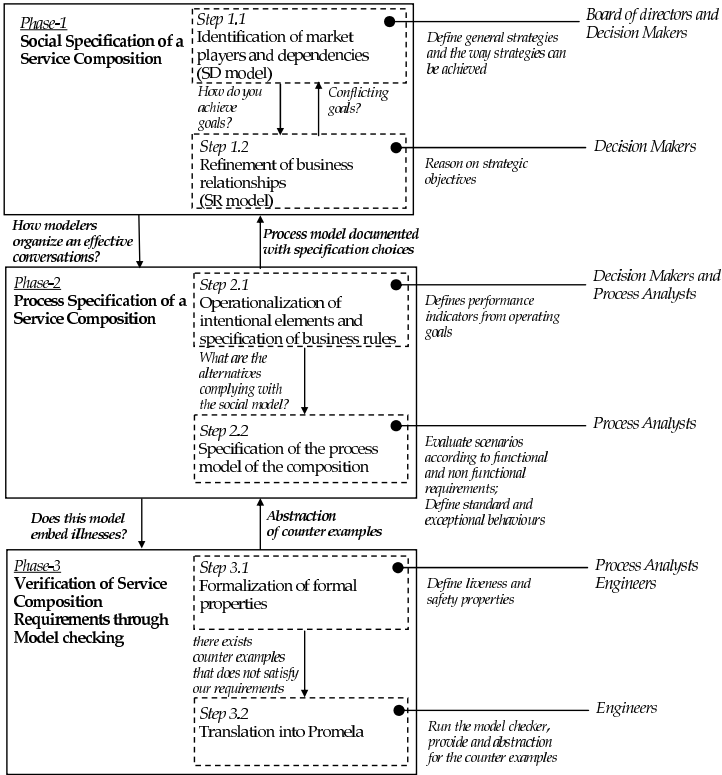 Phase-1
Social Specification of a
Service Composition
Step 1.1
Identification of market
players and dependencies
(SD model)
Board of directors and
Decision Makers
Define general strategies
and the way strategies can
be achieved
How do you
achieve
goals?
Conflicting
goals?
Step 1.2
Refinement of business
relationships
(SR model)
Decision Makers
Reason on strategic
objectives
How modelers
organize an effective
conversations?
Process model documented
with specification choices
Phase-2
Process Specification of a
Service Composition
Step 2.1
Operationalization of
intentional elements and
specification of business rules
Decision Makers and
Process Analysts
Defines performance
indicators from operating
goals
What are the
alternatives
complying with
the social model?
Step 2.2
Specification of the process
model of the composition
Process Analysts
Evaluate scenarios
according to functional
and non functional
requirements;
Define standard and
exceptional behaviours
Does this model
embed illnesses?
Abstraction
of counter examples
Phase-3
Verification of Service
Composition
Requirements through
Model checking
Step 3.1
Formalization of formal
properties
Process Analysts
Engineers
Define liveness and
safety properties
there exists
counter examples
that does not satisfy
our requirements
Step 3.2
Translation into Promela
Engineers
Run the model checker,
provide and abstraction
for the counter examples